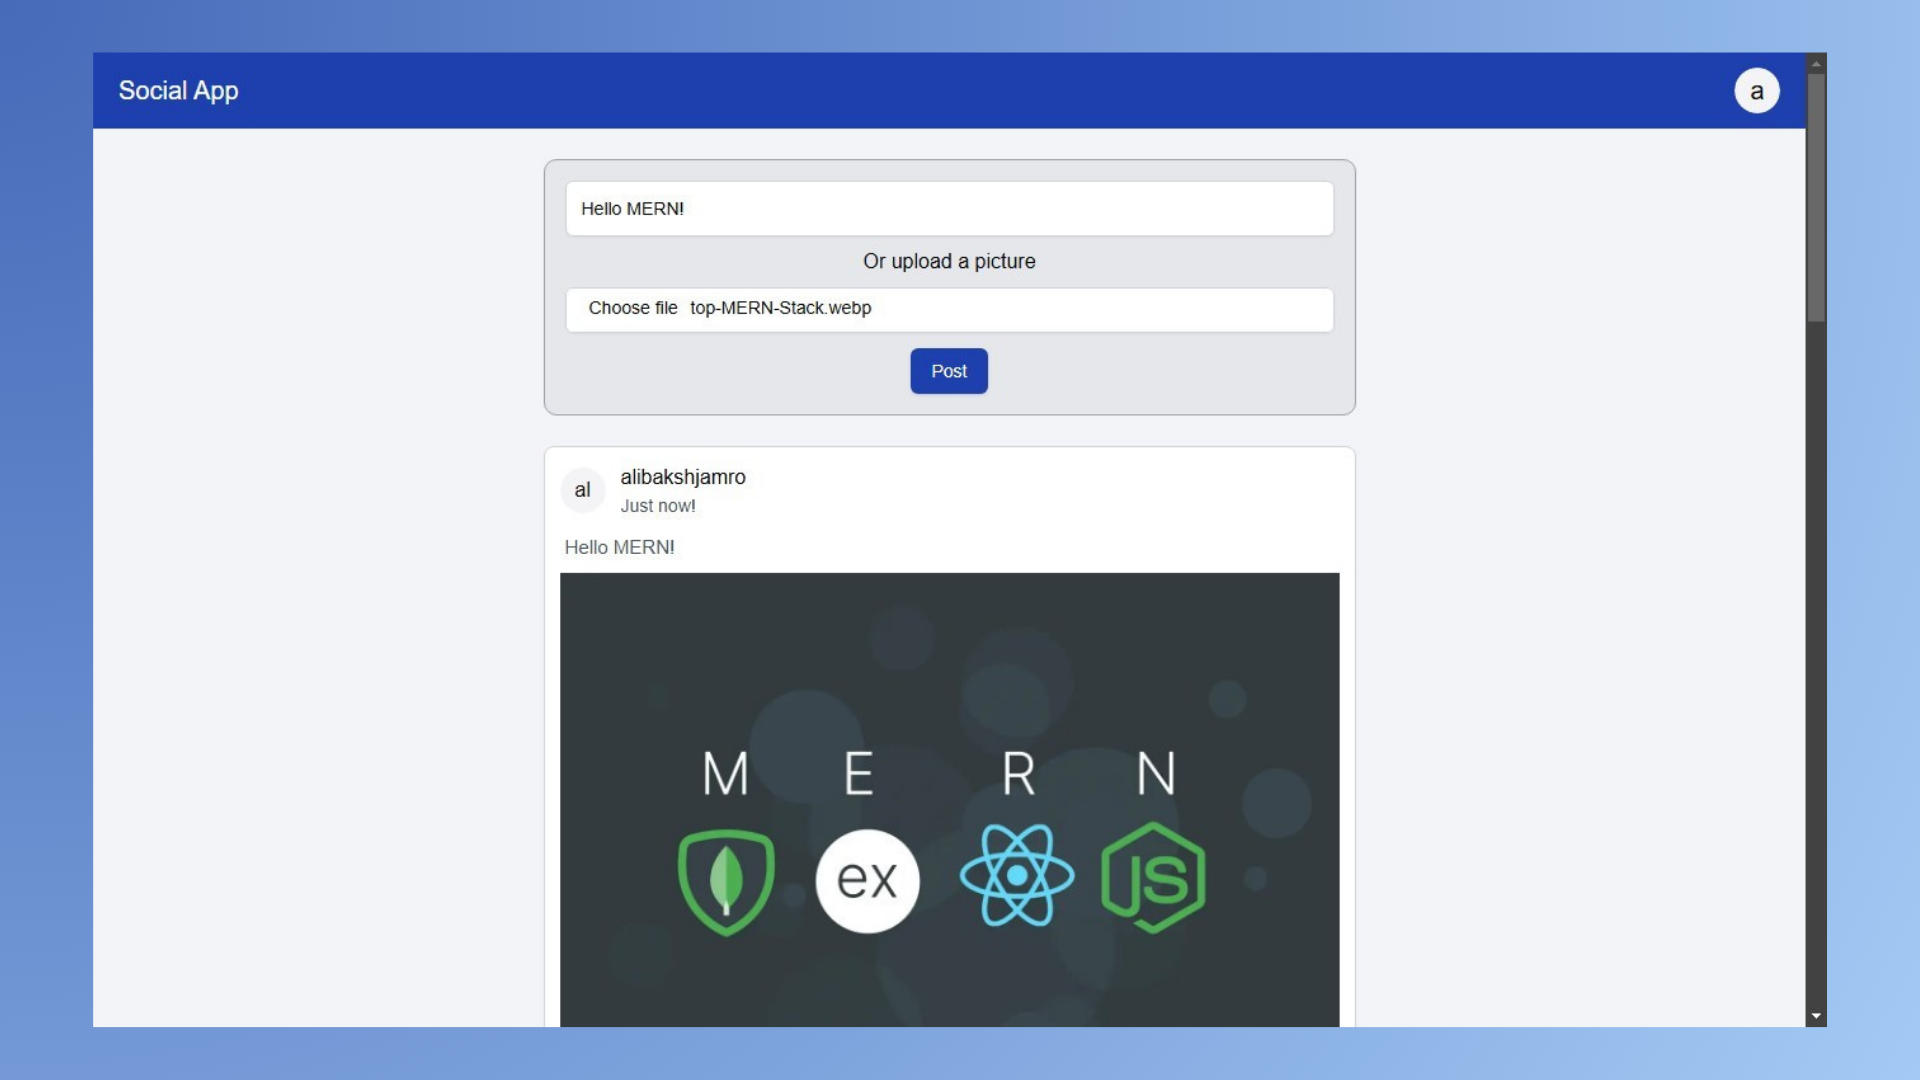 Social App
a
Hello MERN!
Or upload a picture
Choose file top-MERN-Stack.webp
Post
al
alibakshjamro
Just now!
Hello MERN!
M E R N
ex
JS